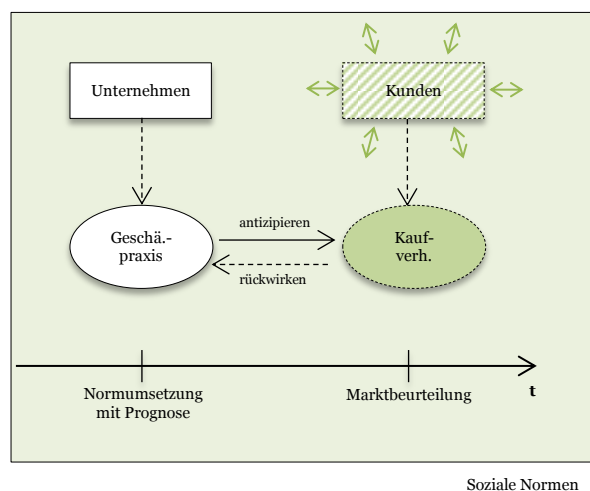 Unternehmen
Kunden
Geschä.-
praxis
antizipieren
rückwirken
Kauf-
verh.
Normumsetzung
mit Prognose
Marktbeurteilung
t
Soziale Normen